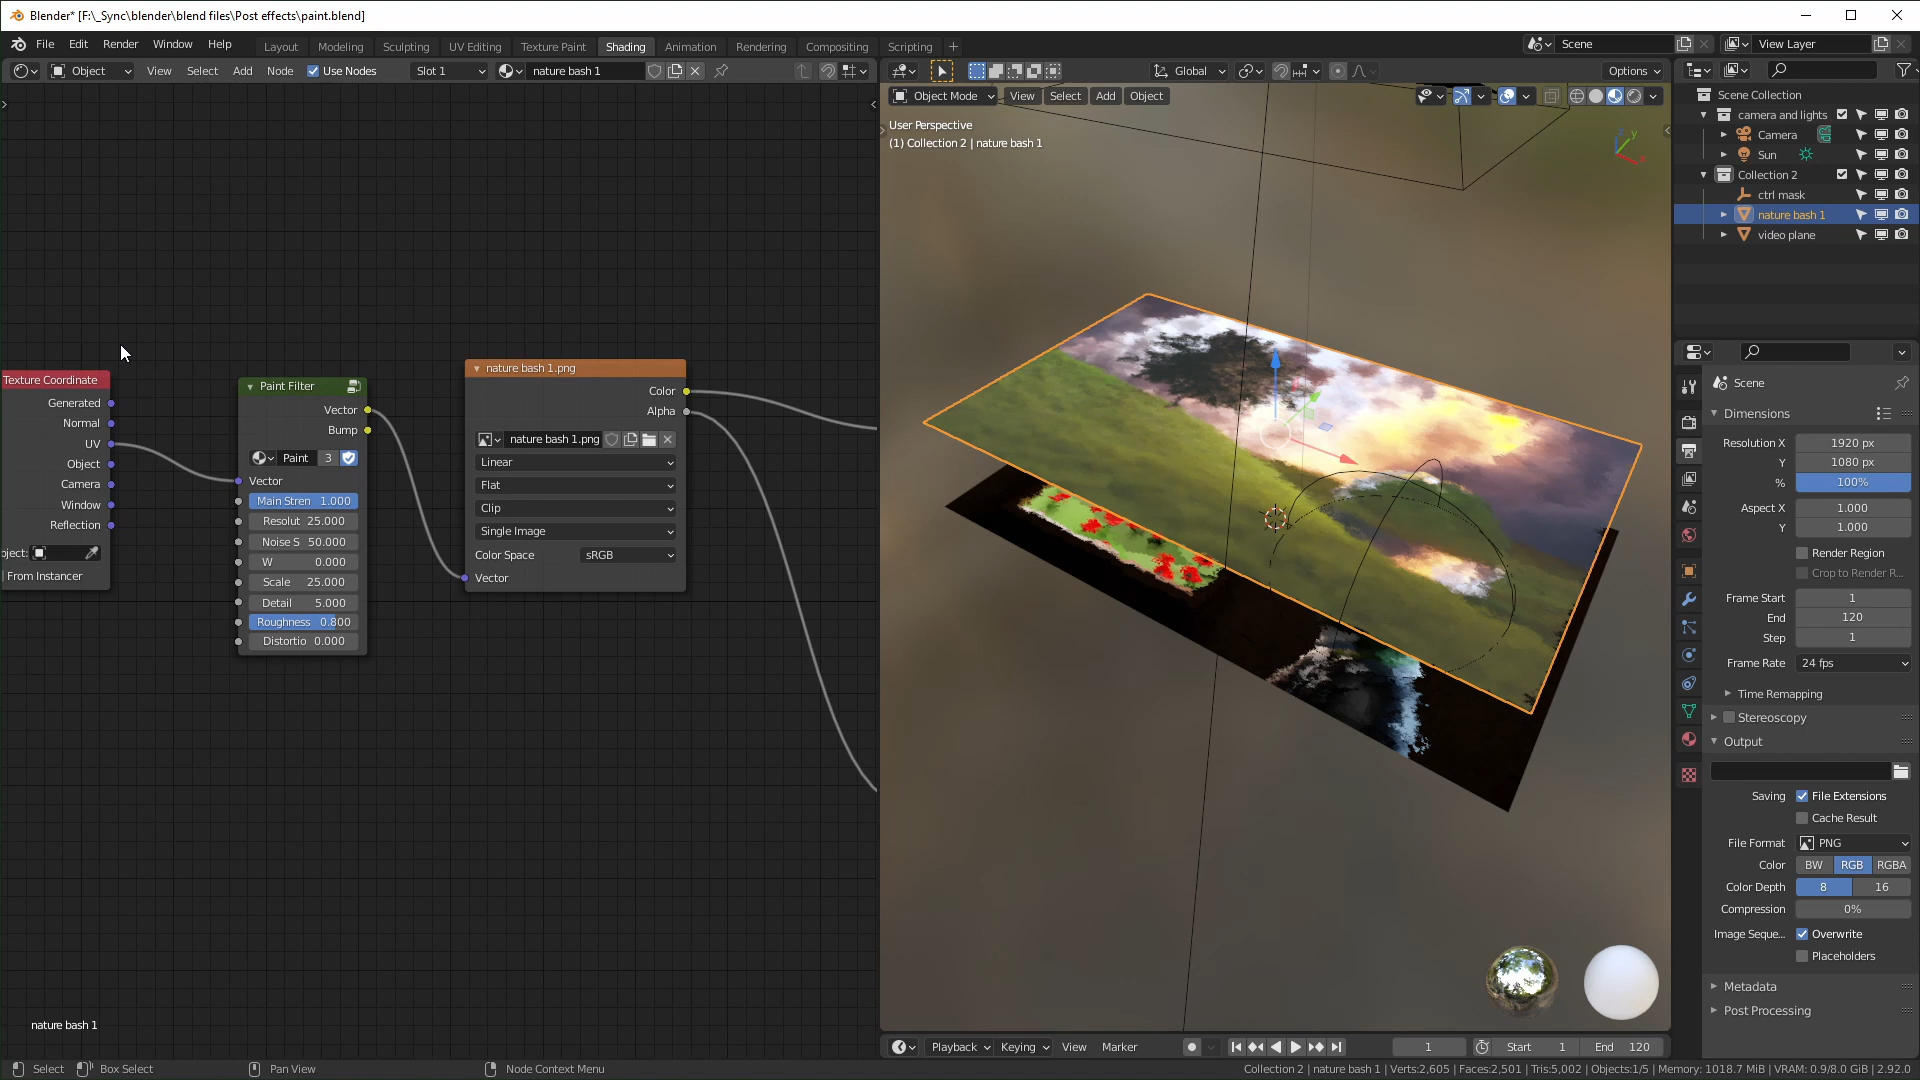 Blender* [F:\_Sync\blender\blend files\Post effects\paint.blend]
File Edit Render Window Help Layout Modeling Sculpting UV Editing Texture Paint Shading Animation Rendering Compositing Scripting + Scene View Layer
Object View Select Add Node Use Nodes Slot 1 nature bash 1 Global Options
Object Mode View Select Add Object
User Perspective
(1) Collection 2 | nature bash 1
Scene Collection
camera and lights
Camera
Sun
Collection 2
ctrl mask
nature bash 1
video plane
Texture Coordinate
Generated
Normal
UV
Object
Camera
Window
Reflection
bject:
From Instancer
Paint Filter
Vector
Bump
Paint 3
Vector
Main Stren 1.000
Resolut 25.000
Noise S 50.000
W 0.000
Scale 25.000
Detail 5.000
Roughness 0.800
Distortio 0.000
nature bash 1.png
Color
Alpha
nature bash 1.png
Linear
Flat
Clip
Single Image
Color Space sRGB
Vector
Z
Y
X
Scene
Dimensions
Resolution X 1920 px
Y 1080 px
% 100%
Aspect X 1.000
Y 1.000
Render Region
Crop to Render R...
Frame Start 1
End 120
Step 1
Frame Rate 24 fps
Time Remapping
Stereoscopy
Output
Saving File Extensions
Cache Result
File Format PNG
Color BW RGB RGBA
Color Depth 8 16
Compression 0%
Image Seque... Overwrite
Placeholders
Metadata
Post Processing
nature bash 1
Playback Keying View Marker 1 Start 1 End 120
Select Box Select Pan View Node Context Menu Collection 2 | nature bash 1 | Verts:2,605 | Faces:2,501 | Tris:5,002 | Objects:1/5 | Memory: 1018.7 MiB | VRAM: 0.9/8.0 GiB | 2.92.0